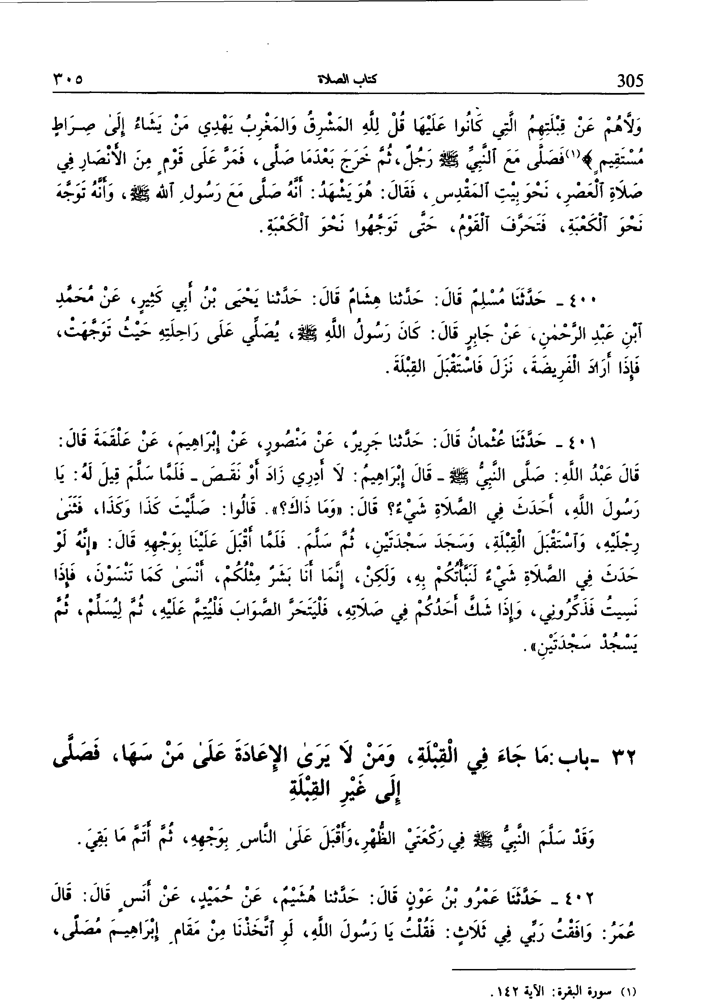 305 كتاب الصلاة ٣٠٥
وَلَّاهُمْ عَنْ قِبْلَتِهِمُ الَّتِي كَانُوا عَلَيْهَا قُلْ لِلَّهِ المَشْرِقُ وَالمَغْرِبُ يَهْدِي مَنْ يَشَاءُ إِلَىٰ صِرَاطٍ
مُسْتَقِيمٍ﴾(١) فَصَلَّى مَعَ ٱلنَّبِيِّ ﷺ رَجُلٌ، ثُمَّ خَرَجَ بَعْدَمَا صَلَّى، فَمَرَّ عَلَى قَوْمٍ مِنَ الأَنْصَارِ فِي
صَلَاةِ ٱلْعَصْرِ، نَحْوَ بِيْتِ ٱلمَقْدِسِ، فَقَالَ: هُوَ يَشْهَدُ: أَنَّهُ صَلَّى مَعَ رَسُولِ ٱلله ﷺ، وَأَنَّهُ تَوَجَّهَ
نَحْوَ ٱلْكَعْبَةِ، فَتَحَرَّفَ ٱلْقَوْمُ، حَتَّى تَوَجَّهُوا نَحْوَ ٱلْكَعْبَةِ.
٤٠٠ ـ حَدَّثَنَا مُسْلِمٌ قَالَ: حَدَّثنا هِشَامٌ قَالَ: حَدَّثنا يَحْيَى بْنُ أَبِي كَثِيرٍ، عَنْ مُحَمَّدِ
ٱبْنِ عَبْدِ الرَّحْمٰنِ، عَنْ جَابِرٍ قَالَ: كَانَ رَسُولُ اللَّهِ ﷺ، يُصَلِّي عَلَى رَاحِلَتِهِ حَيْثُ تَوَجَّهَتْ،
فَإِذَا أَرَادَ الْفَرِيضَةَ، نَزَلَ فَاسْتَقْبَلَ القِبْلَةَ.
٤٠١ ـ حَدَّثَنَا عُثْمانُ قَالَ: حَدَّثنا جَرِيرٌ، عَنْ مَنْصُورٍ، عَنْ إِبْرَاهِيمَ، عَنْ عَلْقَمَةَ قَالَ:
قَالَ عَبْدُ اللَّهِ: صَلَّى النَّبِيُّ ﷺ ـ قَالَ إِبْرَاهِيمُ: لَا أَدِرِي زَادَ أَوْ نَقَصَ ـ فَلَمَّا سَلَّمَ قِيلَ لَهُ: يَا
رَسُولَ اللَّهِ، أَحَدَثَ فِي الصَّلَاةِ شَيْءٌ؟ قَالَ: «وَمَا ذَاكَ؟». قَالُوا: صَلَّيْتَ كَذَا وَكَذَا، فَثَنَىٰ
رِجْلَيْهِ، وَٱسْتَقْبَلَ الْقِبْلَةِ، وَسَجَدَ سَجْدَتَيْنِ، ثُمَّ سَلَّمَ. فَلَمَّا أَقْبَلَ عَلَيْنَا بِوَجْهِهِ قَالَ: «إِنَّهُ لَوْ
حَدَثَ فِي الصَّلَاةِ شَيْءٌ لَنَبَّأْتُكُمْ بِهِ، وَلَكِنْ، إِنَّمَا أَنَا بَشَرٌ مِثْلُكُمْ، أَنْسَىٰ كَمَا تَنْسَوْنَ، فَإِذَا
نَسِيتُ فَذَكِّرُونِي، وَإِذَا شَكَّ أَحَدُكُمْ فِي صَلَاتِهِ، فَلْيَتَحَرَّ الصَّوَابَ فَلْيُتِمَّ عَلَيْهِ، ثُمَّ لِيُسَلِّمْ، ثُمَّ
يَسْجُدْ سَجْدَتَيْنِ».
٣٢ ـ باب: مَا جَاءَ فِي الْقِبْلَةِ، وَمَنْ لَا يَرَىٰ الإِعَادَةَ عَلَىٰ مَنْ سَهَا، فَصَلَّى
إِلَى غَيْرِ القِبْلَةِ
وَقَدْ سَلَّمَ النَّبِيُّ ﷺ فِي رَكْعَتَيْ الظُّهْرِ، وَأَقْبَلَ عَلَىٰ النَّاسِ بِوَجْهِهِ، ثُمَّ أَتَمَّ مَا بَقِيَ.
٤٠٢ ـ حَدَّثَنَا عَمْرُو بْنُ عَوْنٍ قَالَ: حَدَّثنا هُشَيْمٌ، عَنْ حُمَيْدٍ، عَنْ أَنَسٍ قَالَ: قَالَ
عُمَرُ: وَافَقْتُ رَبِّي فِي ثَلَاثٍ: فَقُلْتُ يَا رَسُولَ اللَّهِ، لَوِ ٱتَّخَذْنَا مِنْ مَقَامِ إِبْرَاهِيمَ مُصَلًّى،
(١) سورة البقرة: الآية ١٤٢.